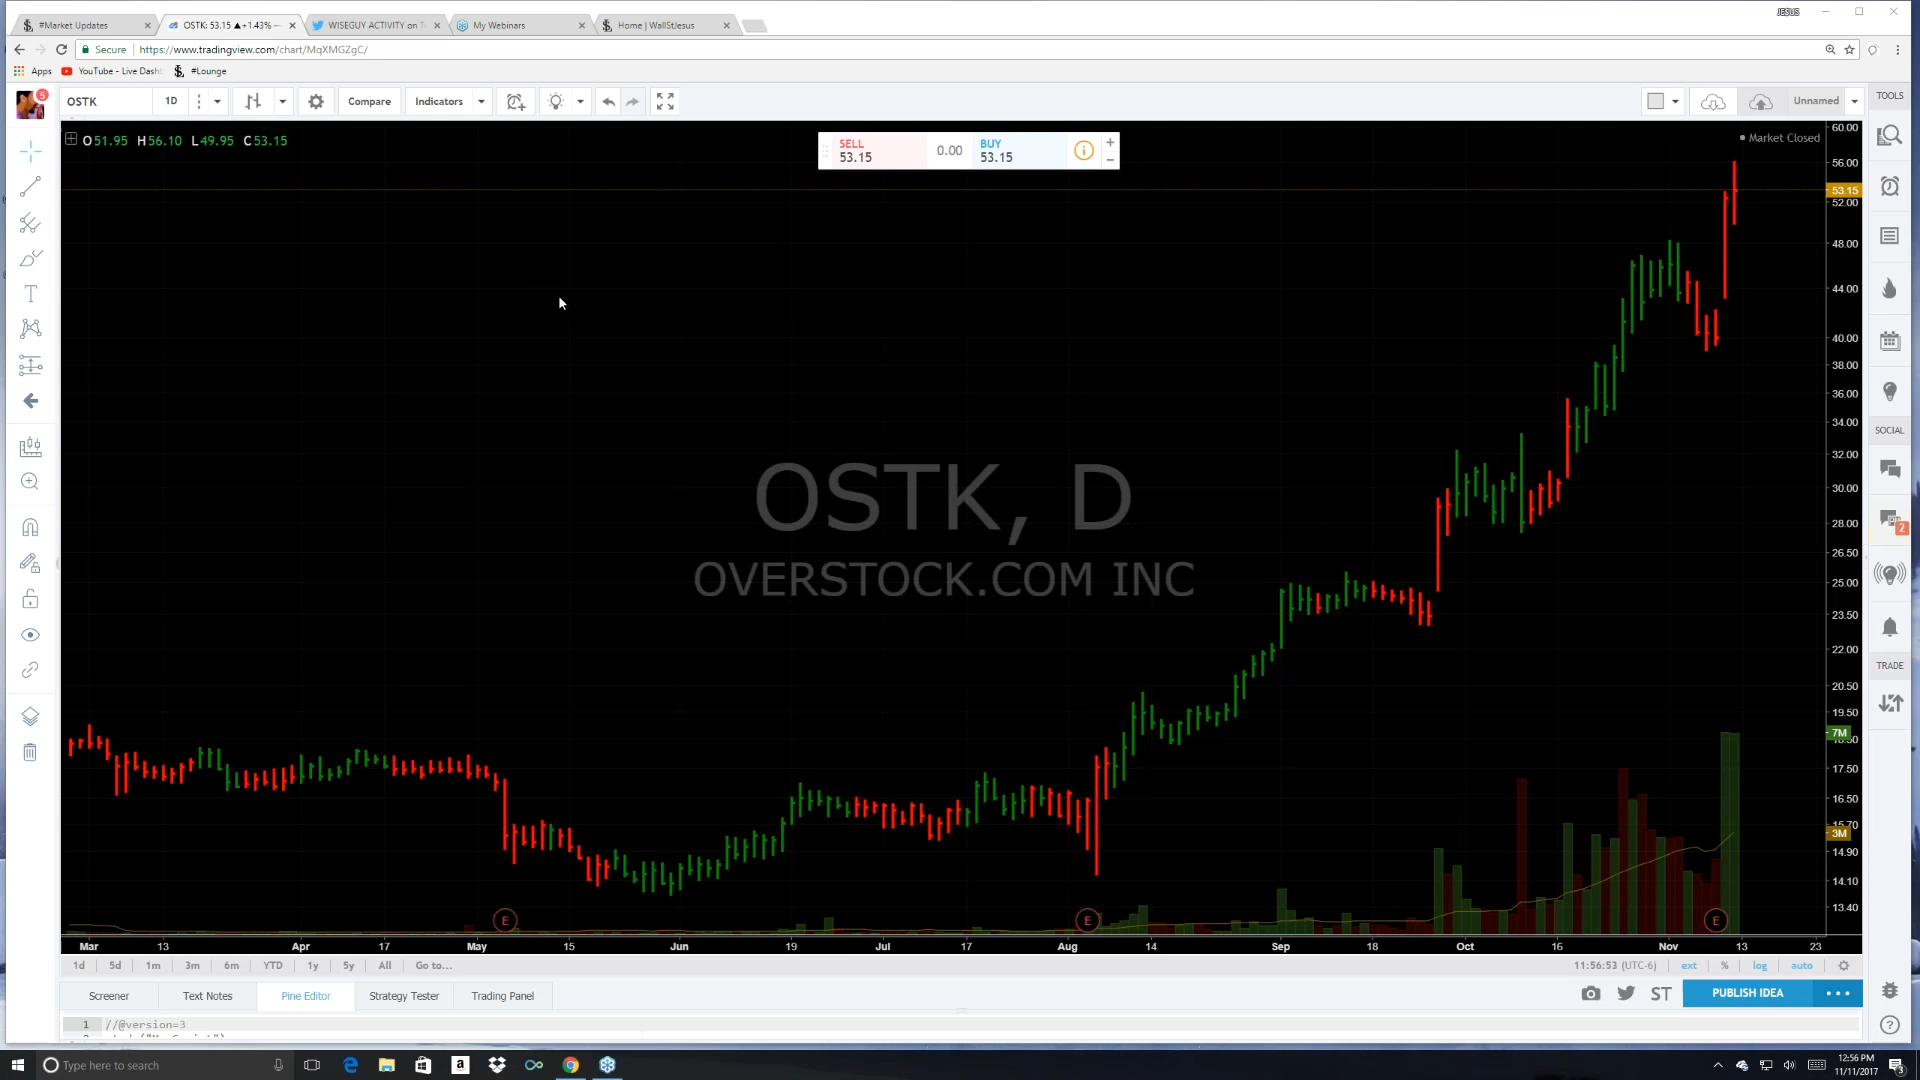 JESUS
#Market Updates
OSTK: 53.15 ▲+1.43% —
WISEGUY ACTIVITY on T
My Webinars
Home | WallStJesus
Secure
https://www.tradingview.com/chart/MqXMGZgC/
Apps
YouTube - Live Dash
#Lounge
5
OSTK
1D
Compare
Indicators
Unnamed
TOOLS
O51.95 H56.10 L49.95 C53.15
SELL
53.15
0.00
BUY
53.15
Market Closed
60.00
56.00
53.15
52.00
48.00
44.00
40.00
38.00
36.00
34.00
32.00
30.00
28.00
26.50
25.00
23.50
22.00
20.50
19.50
7M
17.50
16.50
15.70
3M
14.90
14.10
13.40
OSTK, D
OVERSTOCK.COM INC
SOCIAL
2
TRADE
E
E
E
Mar 13 Apr 17 May 15 Jun 19 Jul 17 Aug 14 Sep 18 Oct 16 Nov 13 23
1d 5d 1m 3m 6m YTD 1y 5y All Go to...
11:56:53 (UTC-6) ext % log auto
Screener
Text Notes
Pine Editor
Strategy Tester
Trading Panel
ST
PUBLISH IDEA
1 //@version=3
Type here to search
12:56 PM
11/11/2017
3